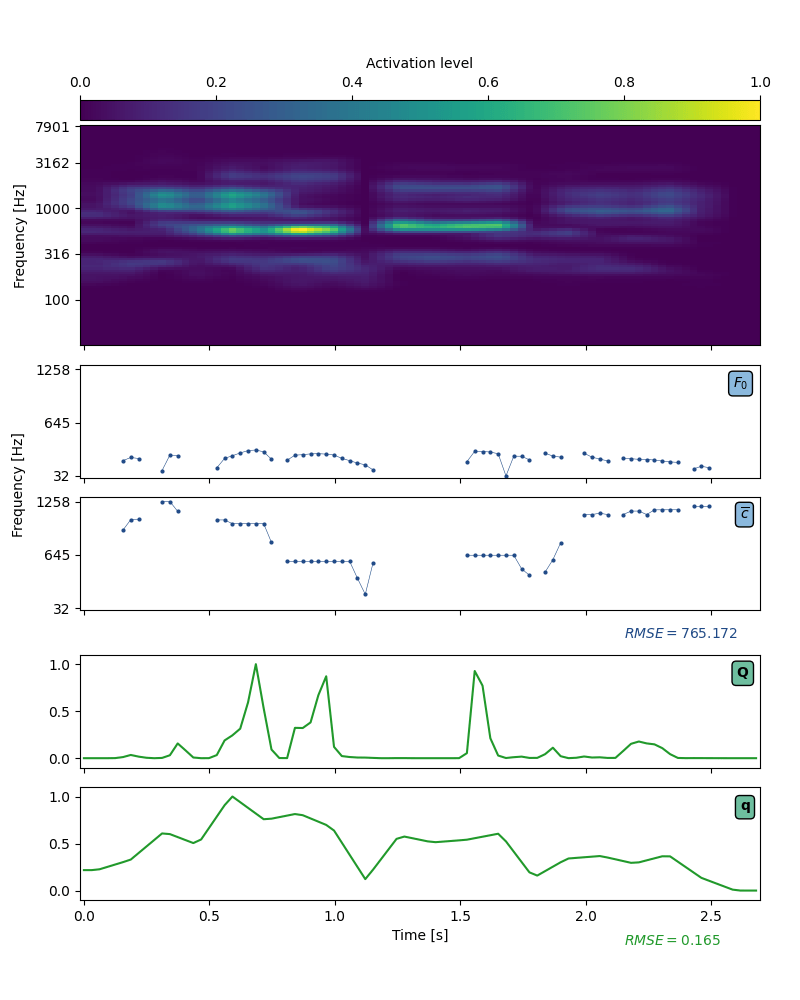 Activation level
0.0 0.2 0.4 0.6 0.8 1.0
7901
3162
1000
316
100
Frequency [Hz]
1258
645
32
F₀
Frequency [Hz]
1258
645
32
c̅
RMSE = 765.172
1.0
0.5
0.0
Q
1.0
0.5
0.0
q
0.0 0.5 1.0 1.5 2.0 2.5
Time [s]
RMSE = 0.165